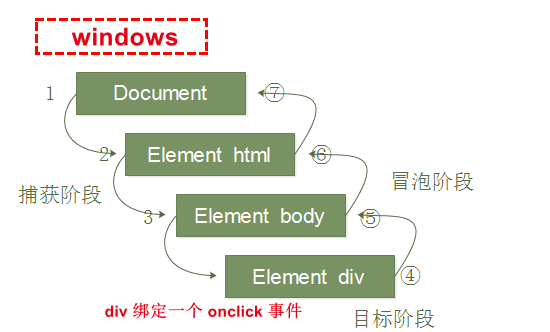 windows
1 Document ⑦
2 Element html ⑥
捕获阶段 冒泡阶段
3 Element body ⑤
Element div ④
div 绑定一个 onclick 事件
目标阶段